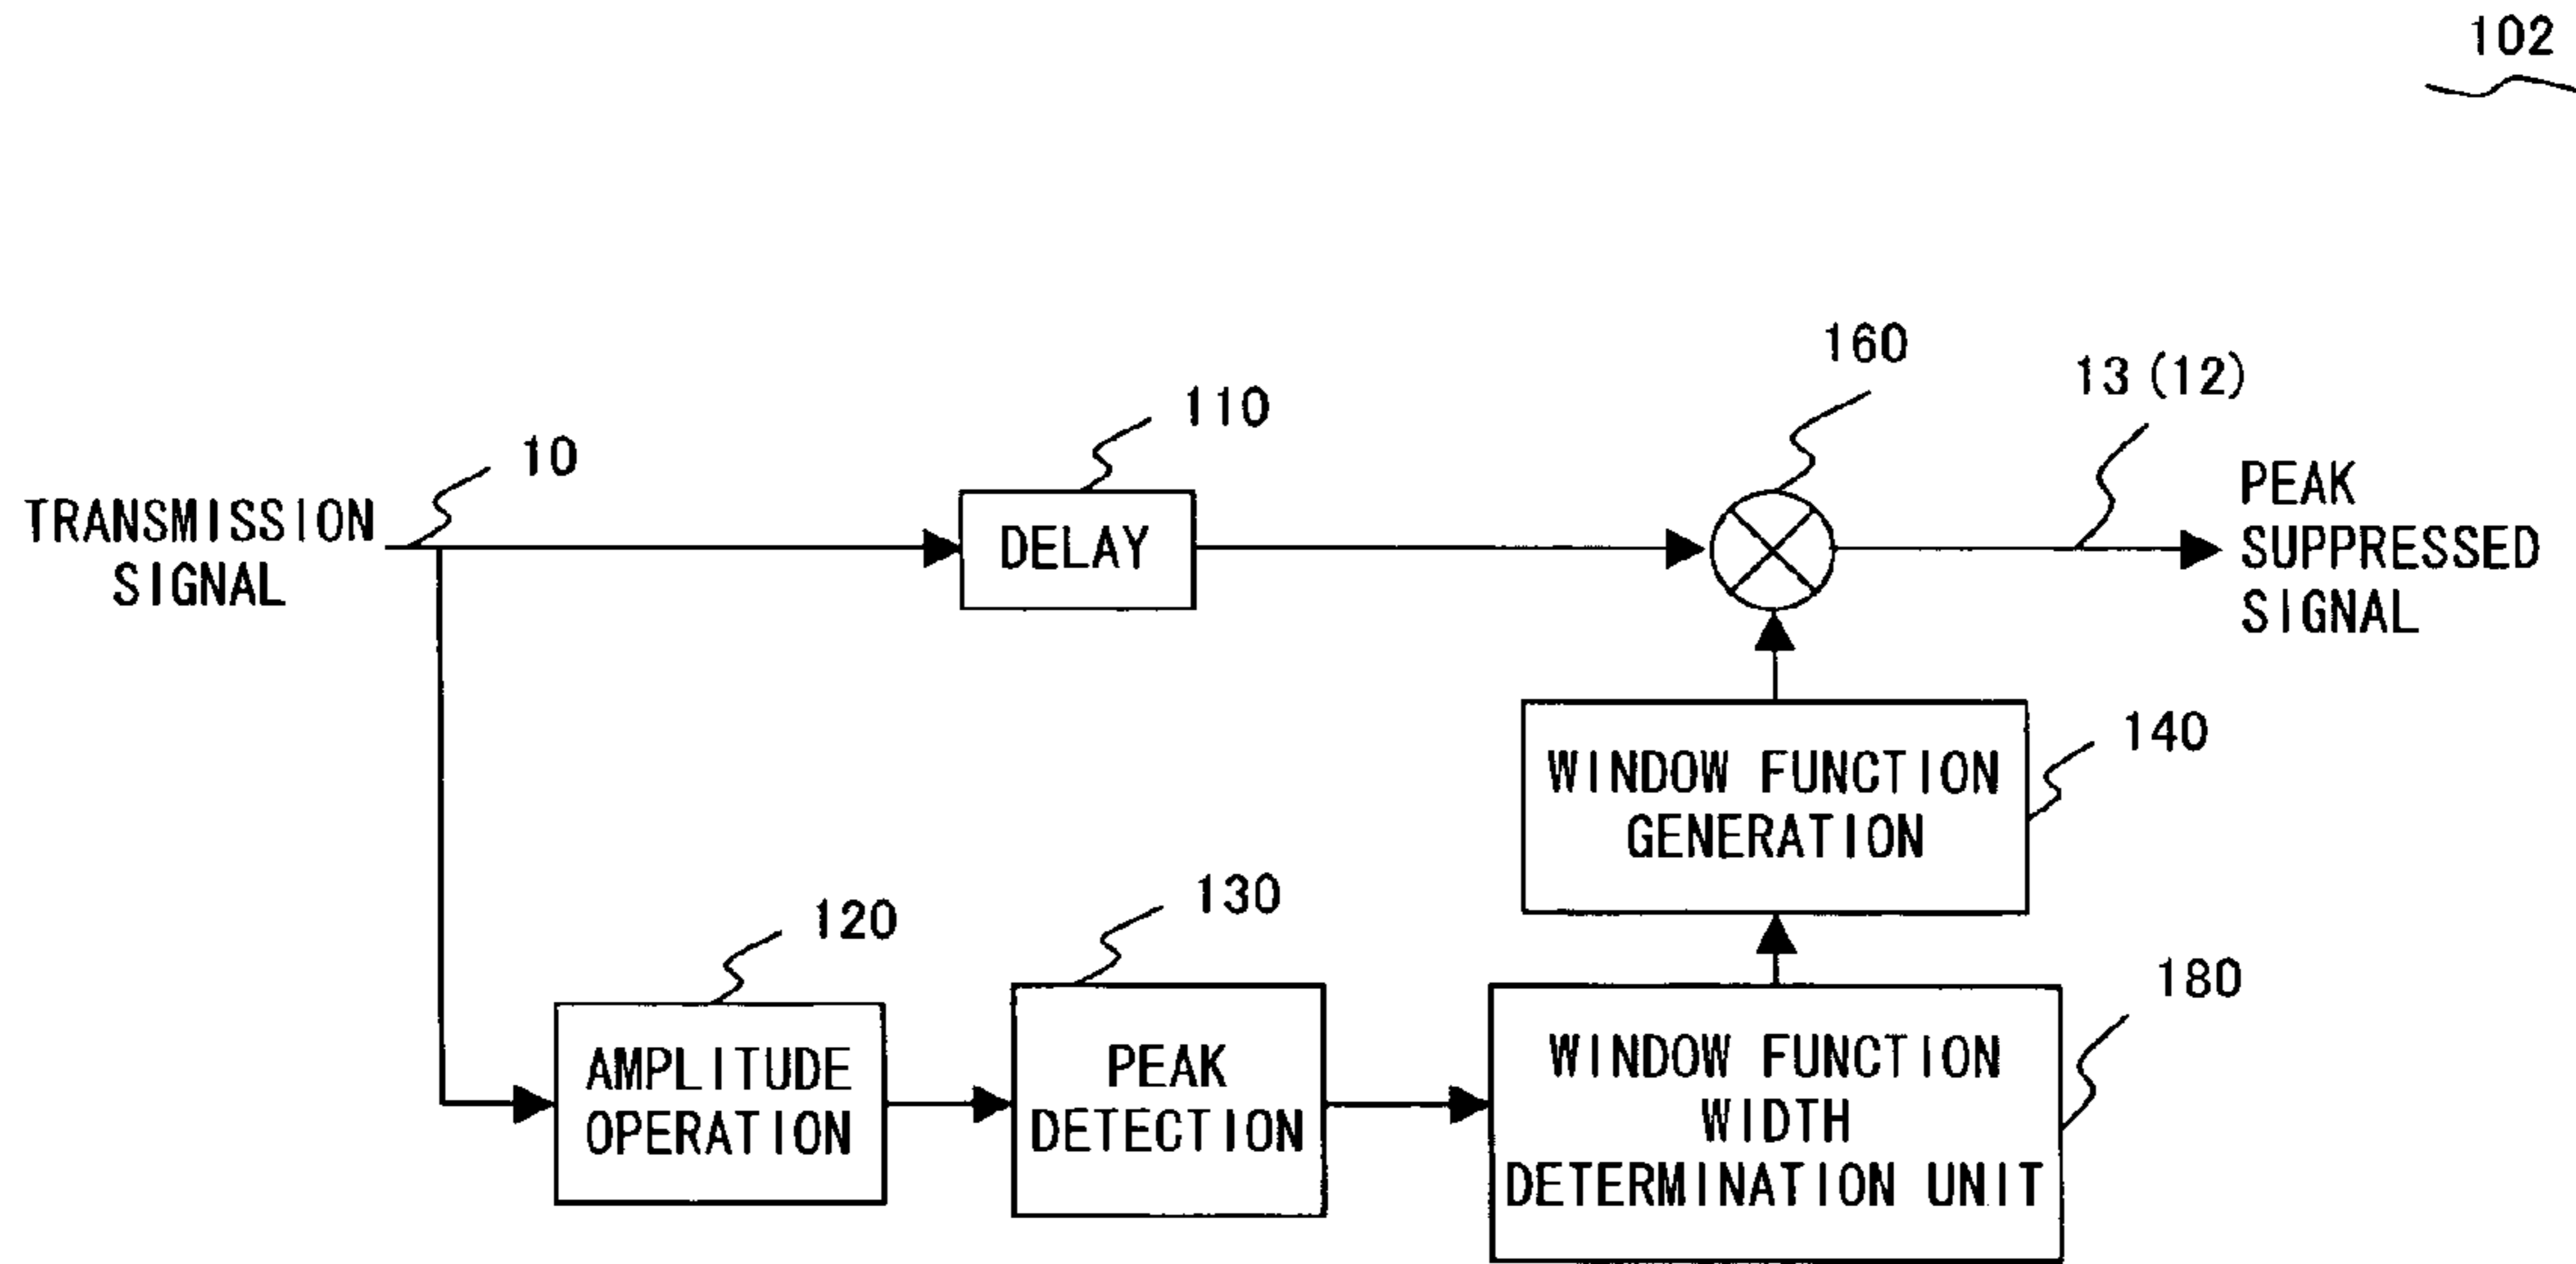 102
160
13 (12)
110
10
TRANSMISSION
SIGNAL
DELAY
PEAK
SUPPRESSED
SIGNAL
140
WINDOW FUNCTION
GENERATION
120
130
180
AMPLITUDE
OPERATION
PEAK
DETECTION
WINDOW FUNCTION
WIDTH
DETERMINATION UNIT